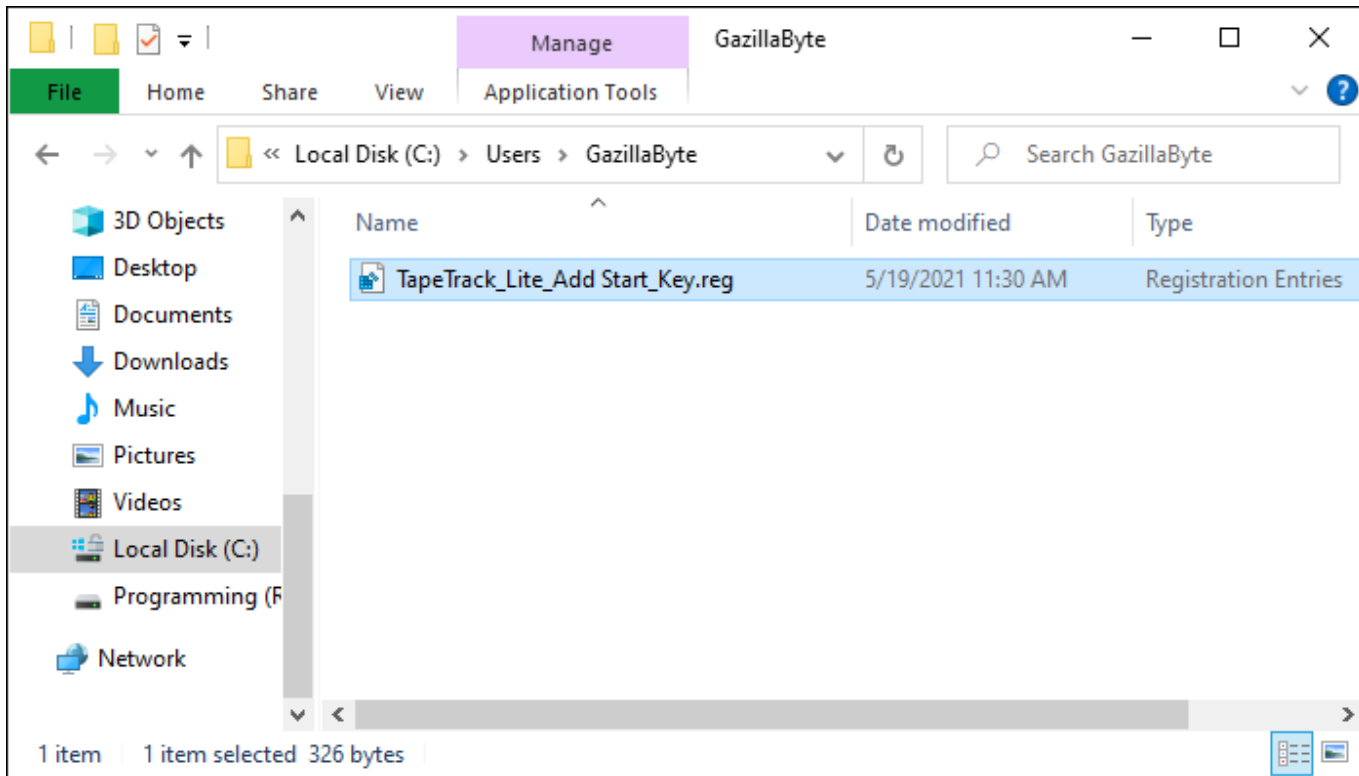 Manage GazillaByte
File Home Share View Application Tools
« Local Disk (C:) > Users > GazillaByte Search GazillaByte
Name Date modified Type
TapeTrack_Lite_Add Start_Key.reg 5/19/2021 11:30 AM Registration Entries
3D Objects
Desktop
Documents
Downloads
Music
Pictures
Videos
Local Disk (C:)
Programming (R
Network
1 item 1 item selected 326 bytes